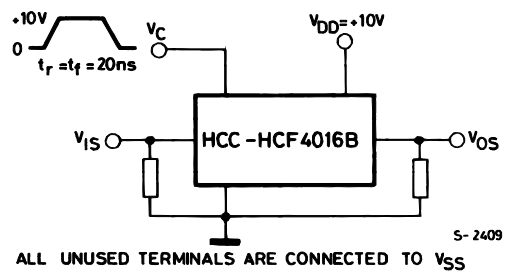 +10V
0
tr = tf = 20ns
VC
VDD=+10V
VIS
HCC-HCF4016B
VOS
S-2409
ALL UNUSED TERMINALS ARE CONNECTED TO VSS